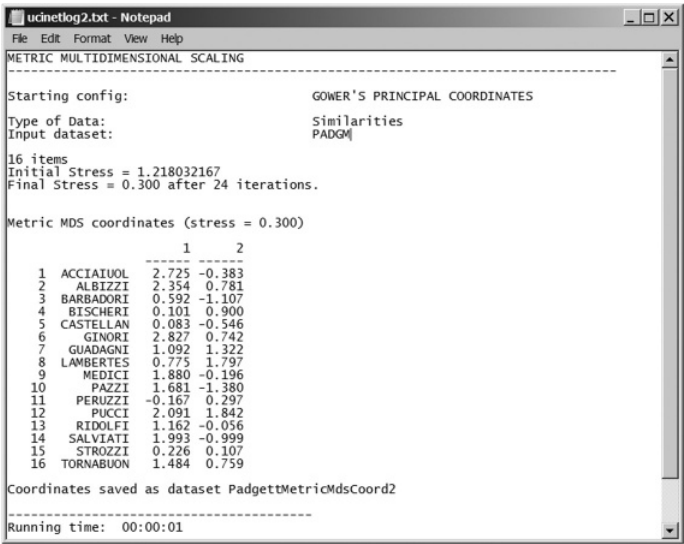 ucinetlog2.txt - Notepad
File Edit Format View Help
METRIC MULTIDIMENSIONAL SCALING
--------------------------------------------------------------------------------
Starting config: GOWER'S PRINCIPAL COORDINATES
Type of Data: Similarities
Input dataset: PADGM
16 items
Initial Stress = 1.218032167
Final Stress = 0.300 after 24 iterations.
Metric MDS coordinates (stress = 0.300)
1 2
------ ------
1 ACCIAIUOL 2.725 -0.383
2 ALBIZZI 2.354 0.781
3 BARBADORI 0.592 -1.107
4 BISCHERI 0.101 0.900
5 CASTELLAN 0.083 -0.546
6 GINORI 2.827 0.742
7 GUADAGNI 1.092 1.322
8 LAMBERTES 0.775 1.797
9 MEDICI 1.880 -0.196
10 PAZZI 1.681 -1.380
11 PERUZZI -0.167 0.297
12 PUCCI 2.091 1.842
13 RIDOLFI 1.162 -0.056
14 SALVIATI 1.993 -0.999
15 STROZZI 0.226 0.107
16 TORNABUON 1.484 0.759
Coordinates saved as dataset PadgettMetricMdsCoord2
----------------------------------------
Running time: 00:00:01